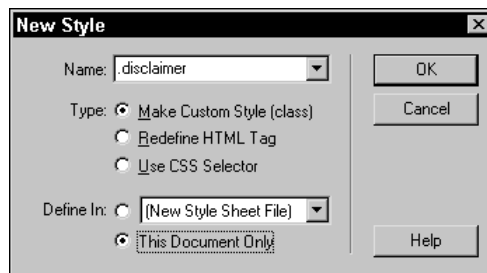 New Style
Name: .disclaimer
OK
Type: Make Custom Style (class)
Cancel
Redefine HTML Tag
Use CSS Selector
Define In: (New Style Sheet File)
This Document Only
Help